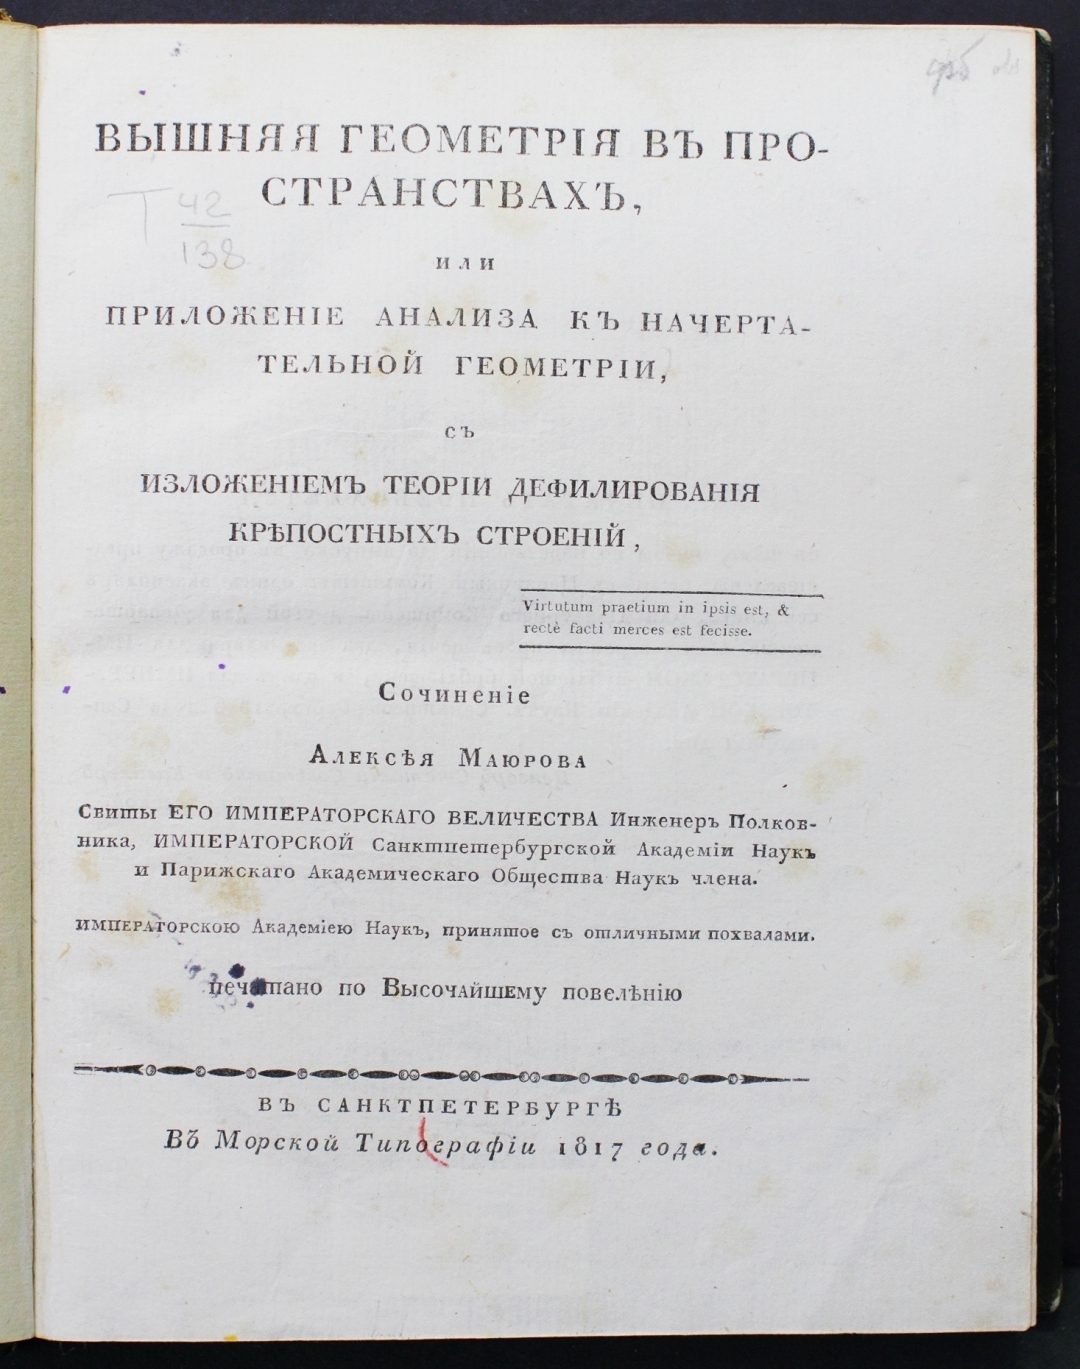 ВЫШНЯЯ ГЕОМЕТРІЯ ВЪ ПРО-
СТРАНСТВАХЪ,
Т 42
138
ИЛИ
ПРИЛОЖЕНІЕ АНАЛИЗА КЪ НАЧЕРТА-
ТЕЛЬНОЙ ГЕОМЕТРІИ,
СЪ
ИЗЛОЖЕНІЕМЪ ТЕОРІИ ДЕФИЛИРОВАНІЯ
КРѢПОСТНЫХЪ СТРОЕНІЙ,
Virtutum praetium in ipsis est, &
rectè facti merces est fecisse.
Сочиненіе
Алексѣя Маюрова
Свиты ЕГО ИМПЕРАТОРСКАГО ВЕЛИЧЕСТВА Инженеръ Полков-
ника, ИМПЕРАТОРСКОЙ Санктпетербургской Академіи Наукъ
и Парижскаго Академическаго Общества Наукъ члена.
ИМПЕРАТОРСКОЮ Академіею Наукъ, принятое съ отличными похвалами.
печатано по Высочайшему повелѣнію
ВЪ САНКТПЕТЕРБУРГѢ
Въ Морской Типографіи 1817 года.